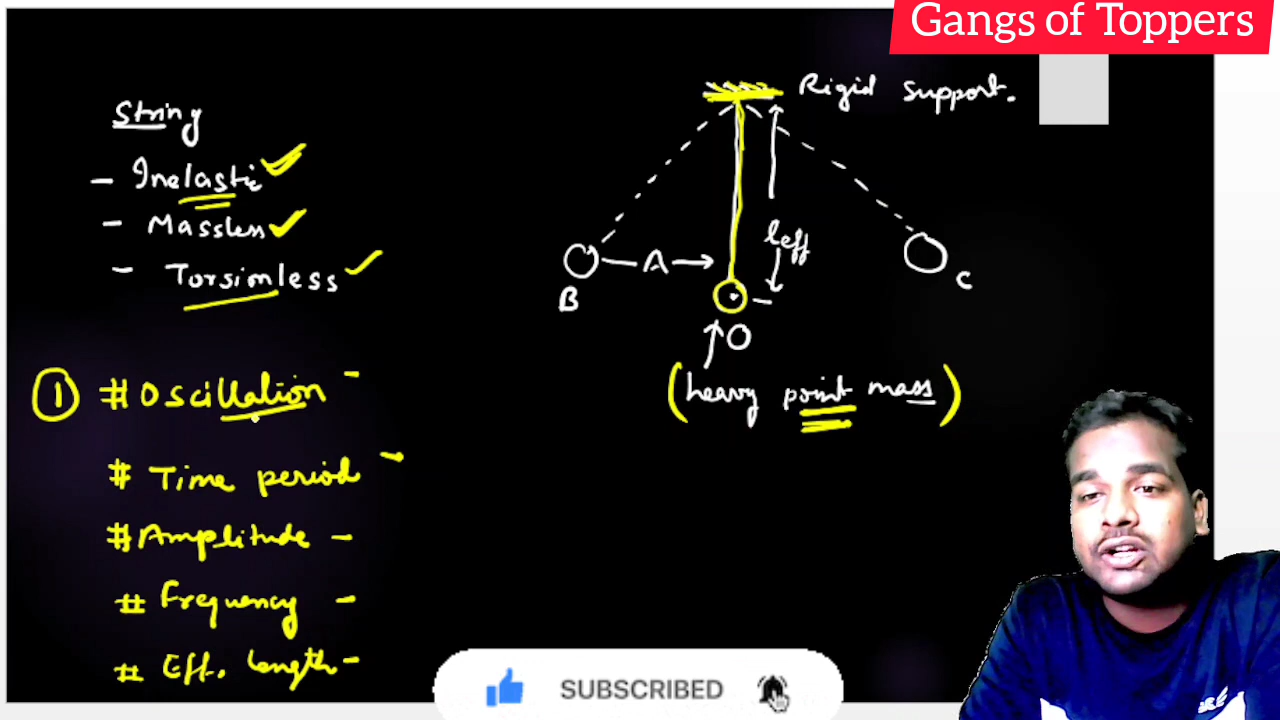 Gangs of Toppers
String
- Inelastic
- Massless
- Torsimless
Rigid support.
B
A
leff
C
O
(heavy point mass)
① # Oscillation -
# Time period -
# Amplitude -
# Frequency -
# Eff. length -
SUBSCRIBED